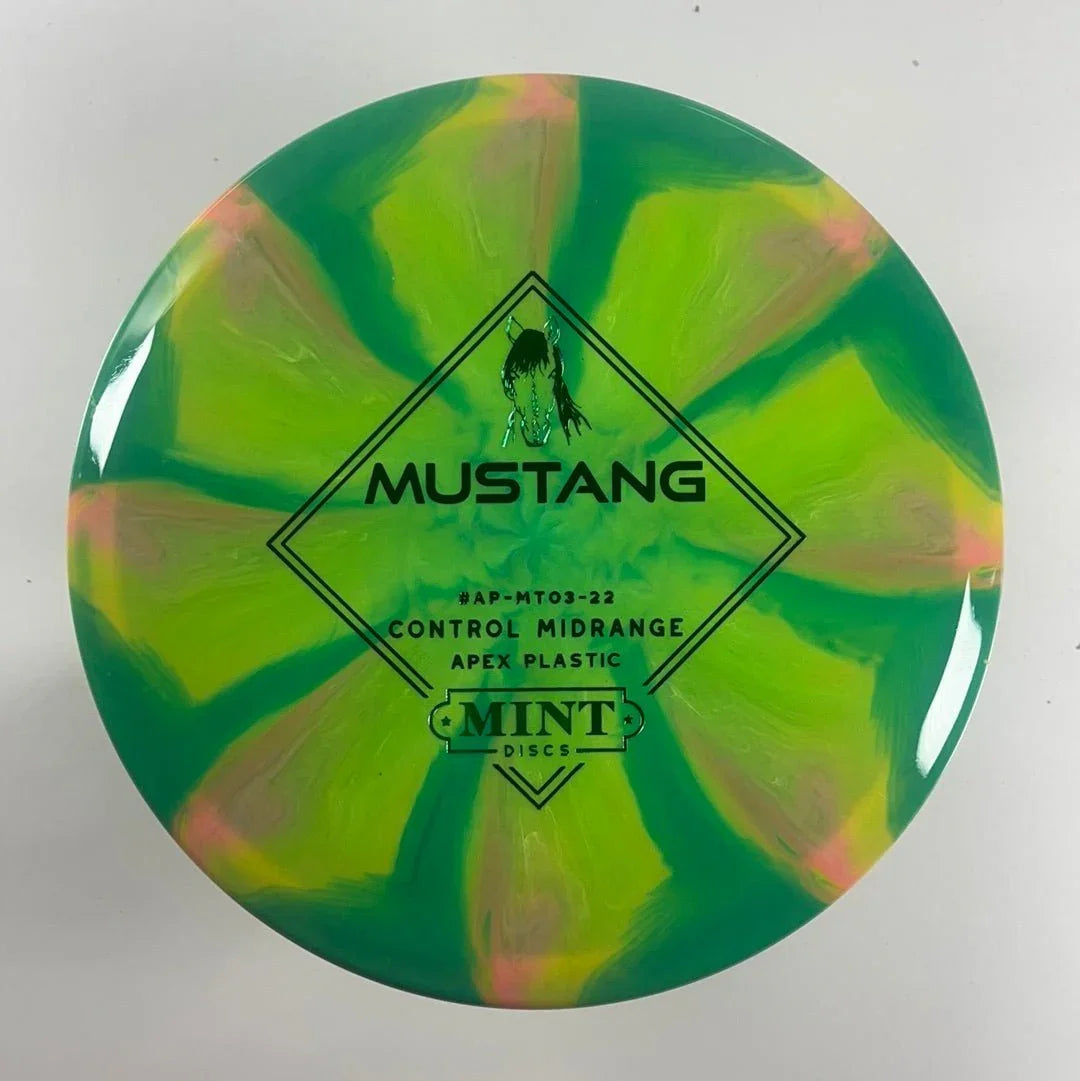 MUSTANG
#AP-MT03-22
CONTROL MIDRANGE
APEX PLASTIC
MINT
DISCS